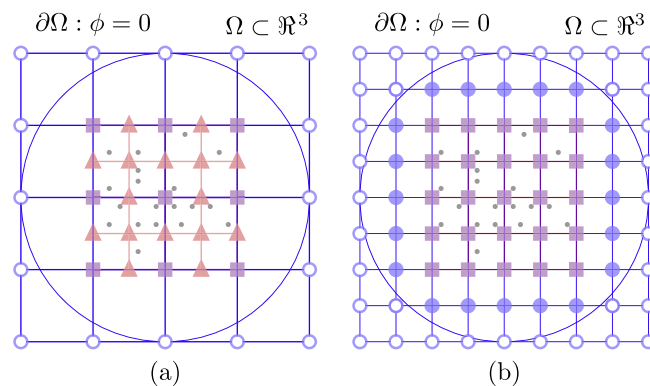 ∂Ω : ϕ = 0 Ω ⊂ ℜ³ ∂Ω : ϕ = 0 Ω ⊂ ℜ³
(a) (b)